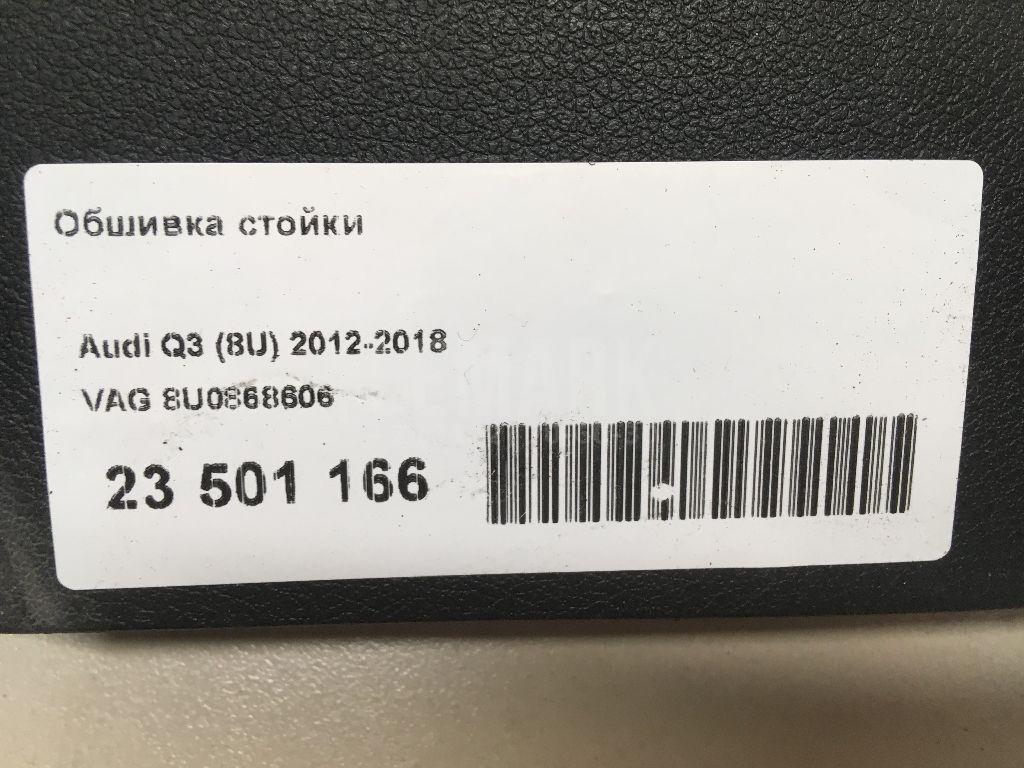 Обшивка стойки
Audi Q3 (8U) 2012-2018
VAG 8U0868606
23 501 166